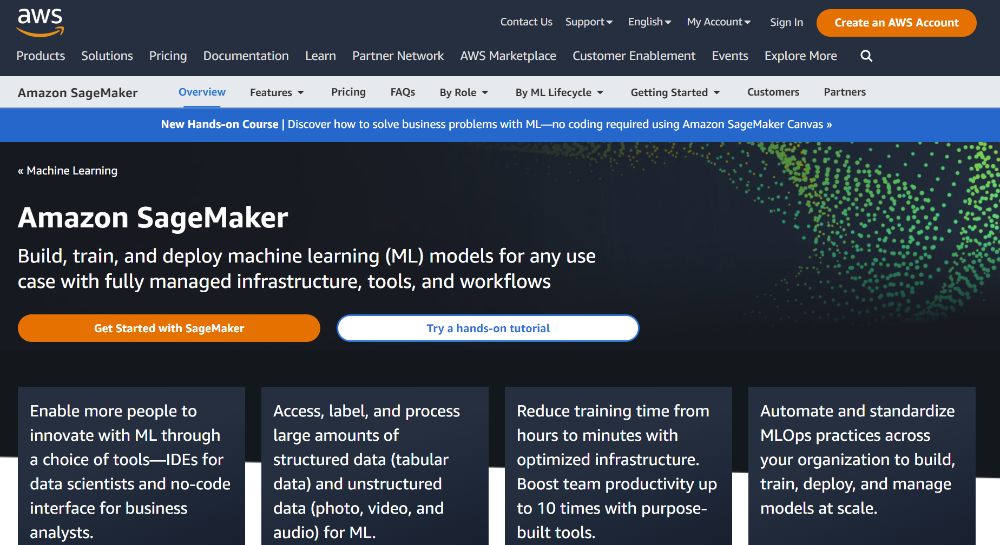 aws
Contact Us Support English My Account Sign In Create an AWS Account
Products Solutions Pricing Documentation Learn Partner Network AWS Marketplace Customer Enablement Events Explore More
Amazon SageMaker Overview Features Pricing FAQs By Role By ML Lifecycle Getting Started Customers Partners
New Hands-on Course | Discover how to solve business problems with ML—no coding required using Amazon SageMaker Canvas »
« Machine Learning
Amazon SageMaker
Build, train, and deploy machine learning (ML) models for any use
case with fully managed infrastructure, tools, and workflows
Get Started with SageMaker Try a hands-on tutorial
Enable more people to
innovate with ML through
a choice of tools—IDEs for
data scientists and no-code
interface for business
analysts.
Access, label, and process
large amounts of
structured data (tabular
data) and unstructured
data (photo, video, and
audio) for ML.
Reduce training time from
hours to minutes with
optimized infrastructure.
Boost team productivity up
to 10 times with purpose-
built tools.
Automate and standardize
MLOps practices across
your organization to build,
train, deploy, and manage
models at scale.